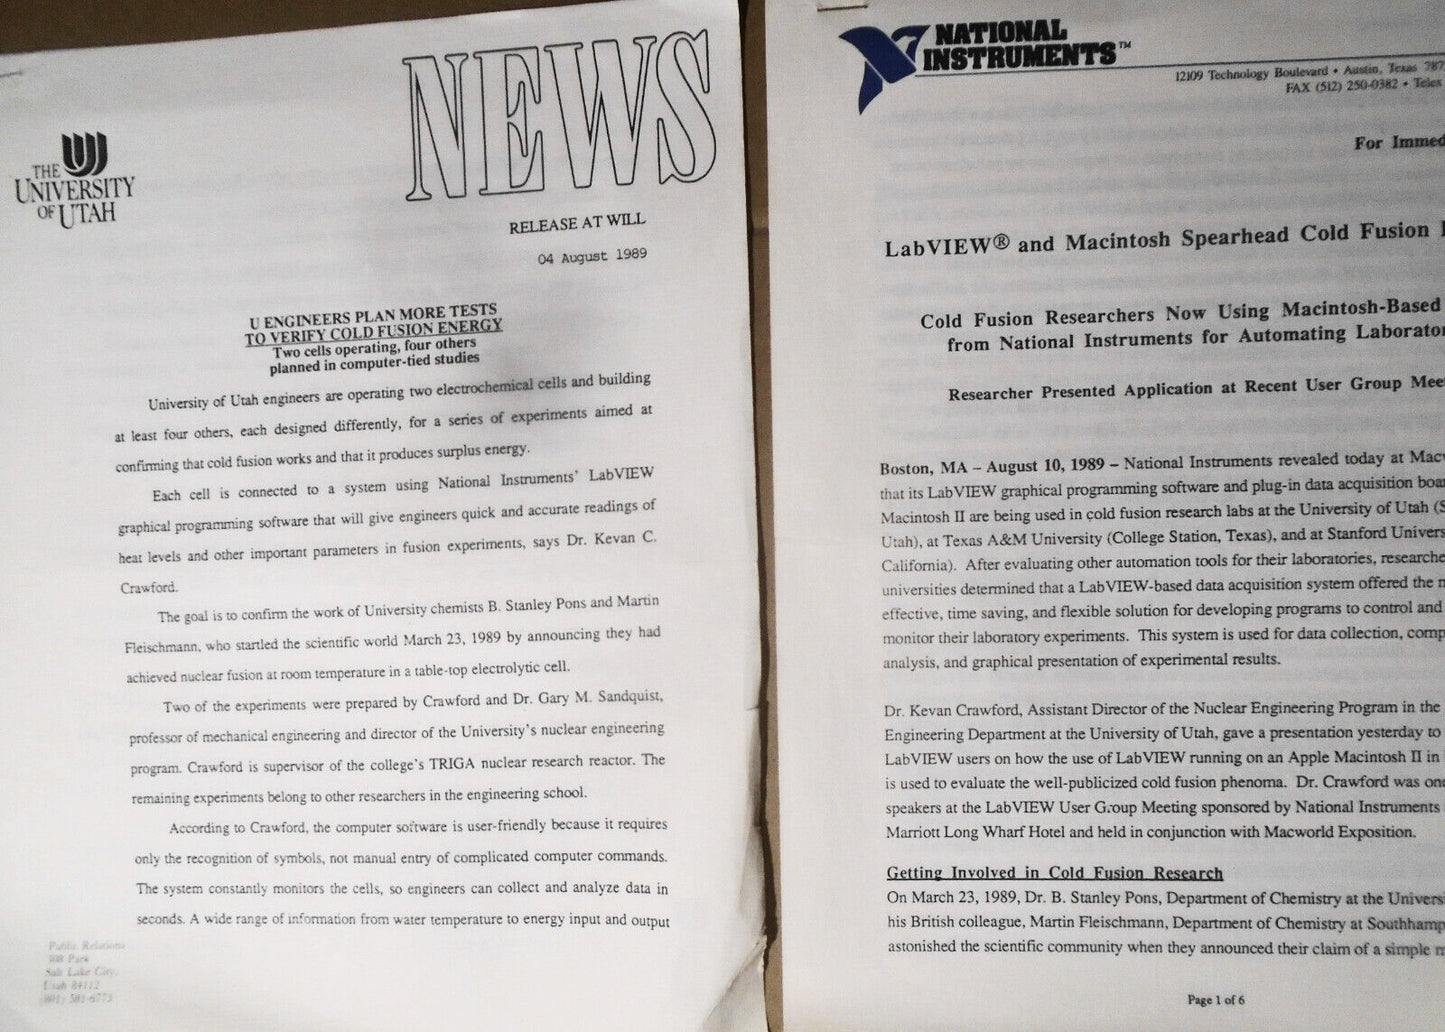 THE
UNIVERSITY
OF UTAH
NEWS
RELEASE AT WILL
04 August 1989
U ENGINEERS PLAN MORE TESTS
TO VERIFY COLD FUSION ENERGY
Two cells operating, four others
planned in computer-tied studies
University of Utah engineers are operating two electrochemical cells and building
at least four others, each designed differently, for a series of experiments aimed at
confirming that cold fusion works and that it produces surplus energy.
Each cell is connected to a system using National Instruments' LabVIEW
graphical programming software that will give engineers quick and accurate readings of
heat levels and other important parameters in fusion experiments, says Dr. Kevan C.
Crawford.
The goal is to confirm the work of University chemists B. Stanley Pons and Martin
Fleischmann, who startled the scientific world March 23, 1989 by announcing they had
achieved nuclear fusion at room temperature in a table-top electrolytic cell.
Two of the experiments were prepared by Crawford and Dr. Gary M. Sandquist,
professor of mechanical engineering and director of the University's nuclear engineering
program. Crawford is supervisor of the college's TRIGA nuclear research reactor. The
remaining experiments belong to other researchers in the engineering school.
According to Crawford, the computer software is user-friendly because it requires
only the recognition of symbols, not manual entry of complicated computer commands.
The system constantly monitors the cells, so engineers can collect and analyze data in
seconds. A wide range of information from water temperature to energy input and output
Public Relations
308 Park
Salt Lake City,
Utah 84112
(801) 581-6773
NATIONAL
INSTRUMENTS™
12109 Technology Boulevard • Austin, Texas 787
FAX (512) 250-0382 • Telex
For Immed
LabVIEW® and Macintosh Spearhead Cold Fusion
Cold Fusion Researchers Now Using Macintosh-Based
from National Instruments for Automating Laborator
Researcher Presented Application at Recent User Group Mee
Boston, MA – August 10, 1989 – National Instruments revealed today at Mac
that its LabVIEW graphical programming software and plug-in data acquisition boa
Macintosh II are being used in cold fusion research labs at the University of Utah (S
Utah), at Texas A&M University (College Station, Texas), and at Stanford Univers
California). After evaluating other automation tools for their laboratories, researche
universities determined that a LabVIEW-based data acquisition system offered the m
effective, time saving, and flexible solution for developing programs to control and
monitor their laboratory experiments. This system is used for data collection, comp
analysis, and graphical presentation of experimental results.
Dr. Kevan Crawford, Assistant Director of the Nuclear Engineering Program in the
Engineering Department at the University of Utah, gave a presentation yesterday to
LabVIEW users on how the use of LabVIEW running on an Apple Macintosh II in
is used to evaluate the well-publicized cold fusion phenoma. Dr. Crawford was one
speakers at the LabVIEW User Group Meeting sponsored by National Instruments
Marriott Long Wharf Hotel and held in conjunction with Macworld Exposition.
Getting Involved in Cold Fusion Research
On March 23, 1989, Dr. B. Stanley Pons, Department of Chemistry at the Univers
his British colleague, Martin Fleischmann, Department of Chemistry at Southhamp
astonished the scientific community when they announced their claim of a simple
Page 1 of 6